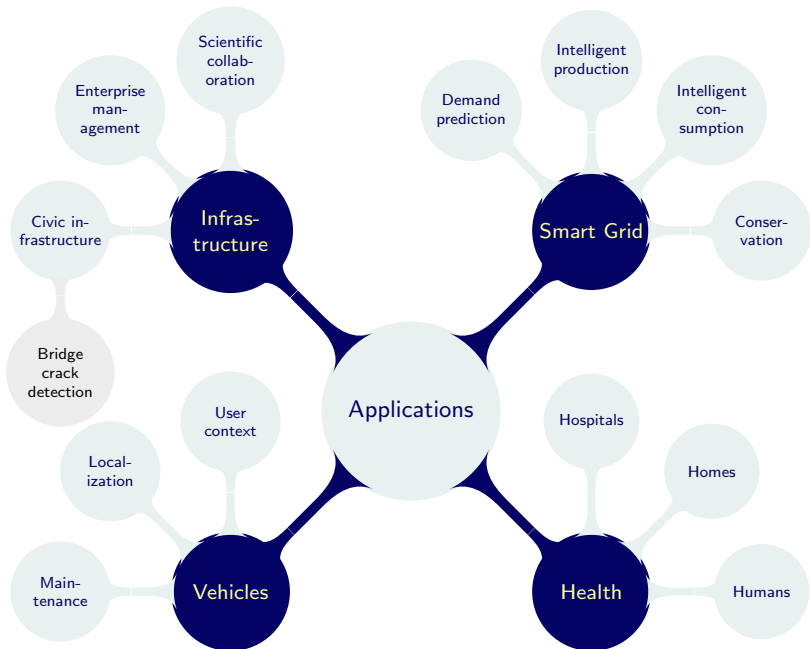 Scientific
collab-
oration
Enterprise
man-
agement
Civic in-
frastructure
Bridge
crack
detection
Infras-
tructure
Intelligent
production
Demand
prediction
Intelligent
con-
sumption
Conser-
vation
Smart Grid
Applications
User
context
Local-
ization
Main-
tenance
Vehicles
Hospitals
Homes
Humans
Health